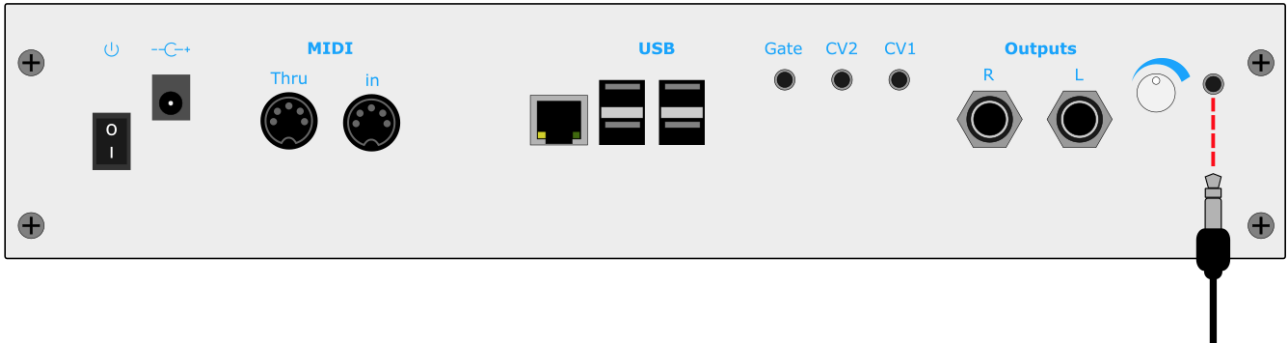 MIDI
Thru
in
USB
Gate
CV2
CV1
Outputs
R
L
O
I